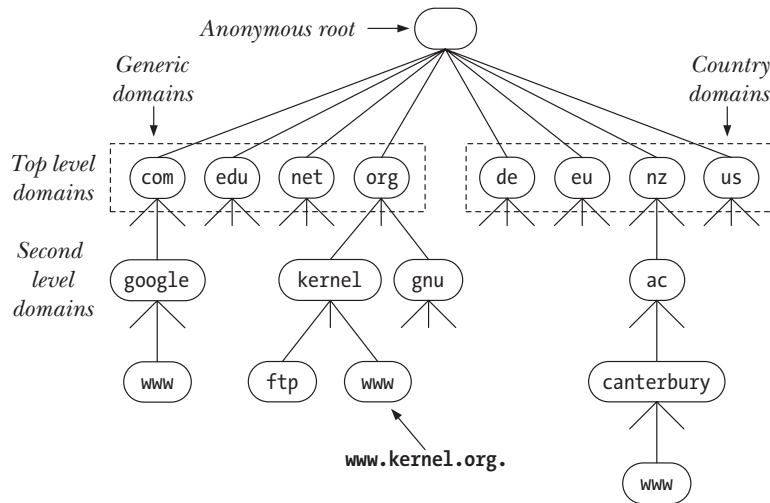 Anonymous root
Generic
domains
Country
domains
Top level
domains
com edu net org de eu nz us
Second
level
domains
google kernel gnu ac
www ftp www canterbury
www.kernel.org.
www